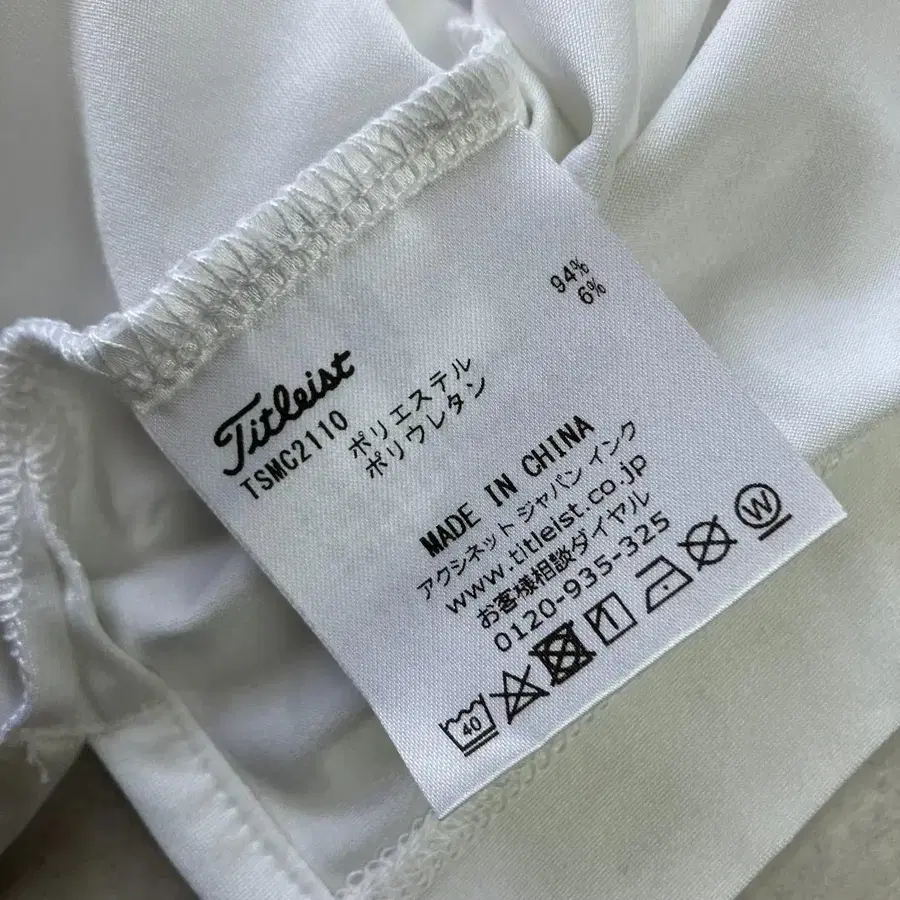 Titleist
TSMC2110
ポリエステル 94%
ポリウレタン 6%
MADE IN CHINA
アクシネット ジャパン インク
www.titleist.co.jp
お客様相談ダイヤル
0120-935-325
40
W